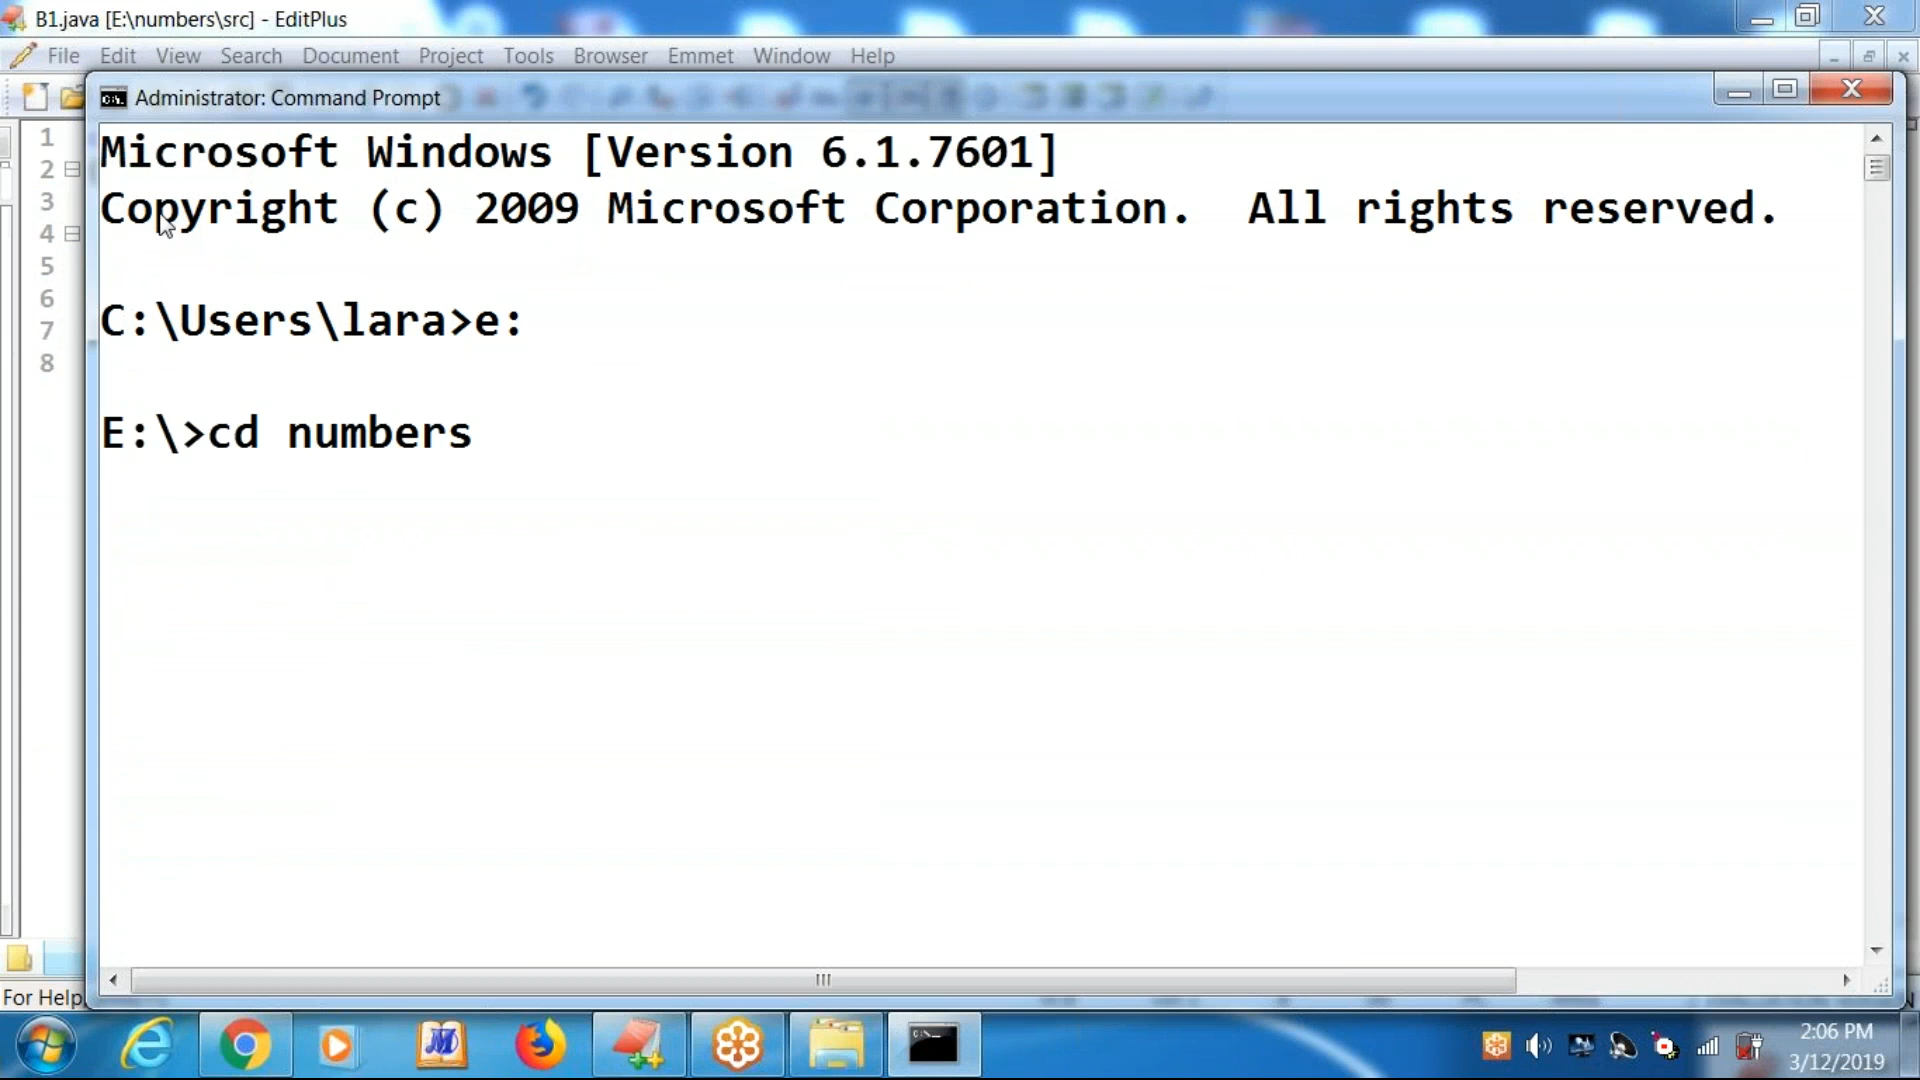 B1.java [E:\numbers\src] - EditPlus
File Edit View Search Document Project Tools Browser Emmet Window Help
Administrator: Command Prompt
1
2
3
4
5
6
7
8
Microsoft Windows [Version 6.1.7601]
Copyright (c) 2009 Microsoft Corporation.  All rights reserved.
C:\Users\lara>e:
E:\>cd numbers
For Help
2:06 PM
3/12/2019